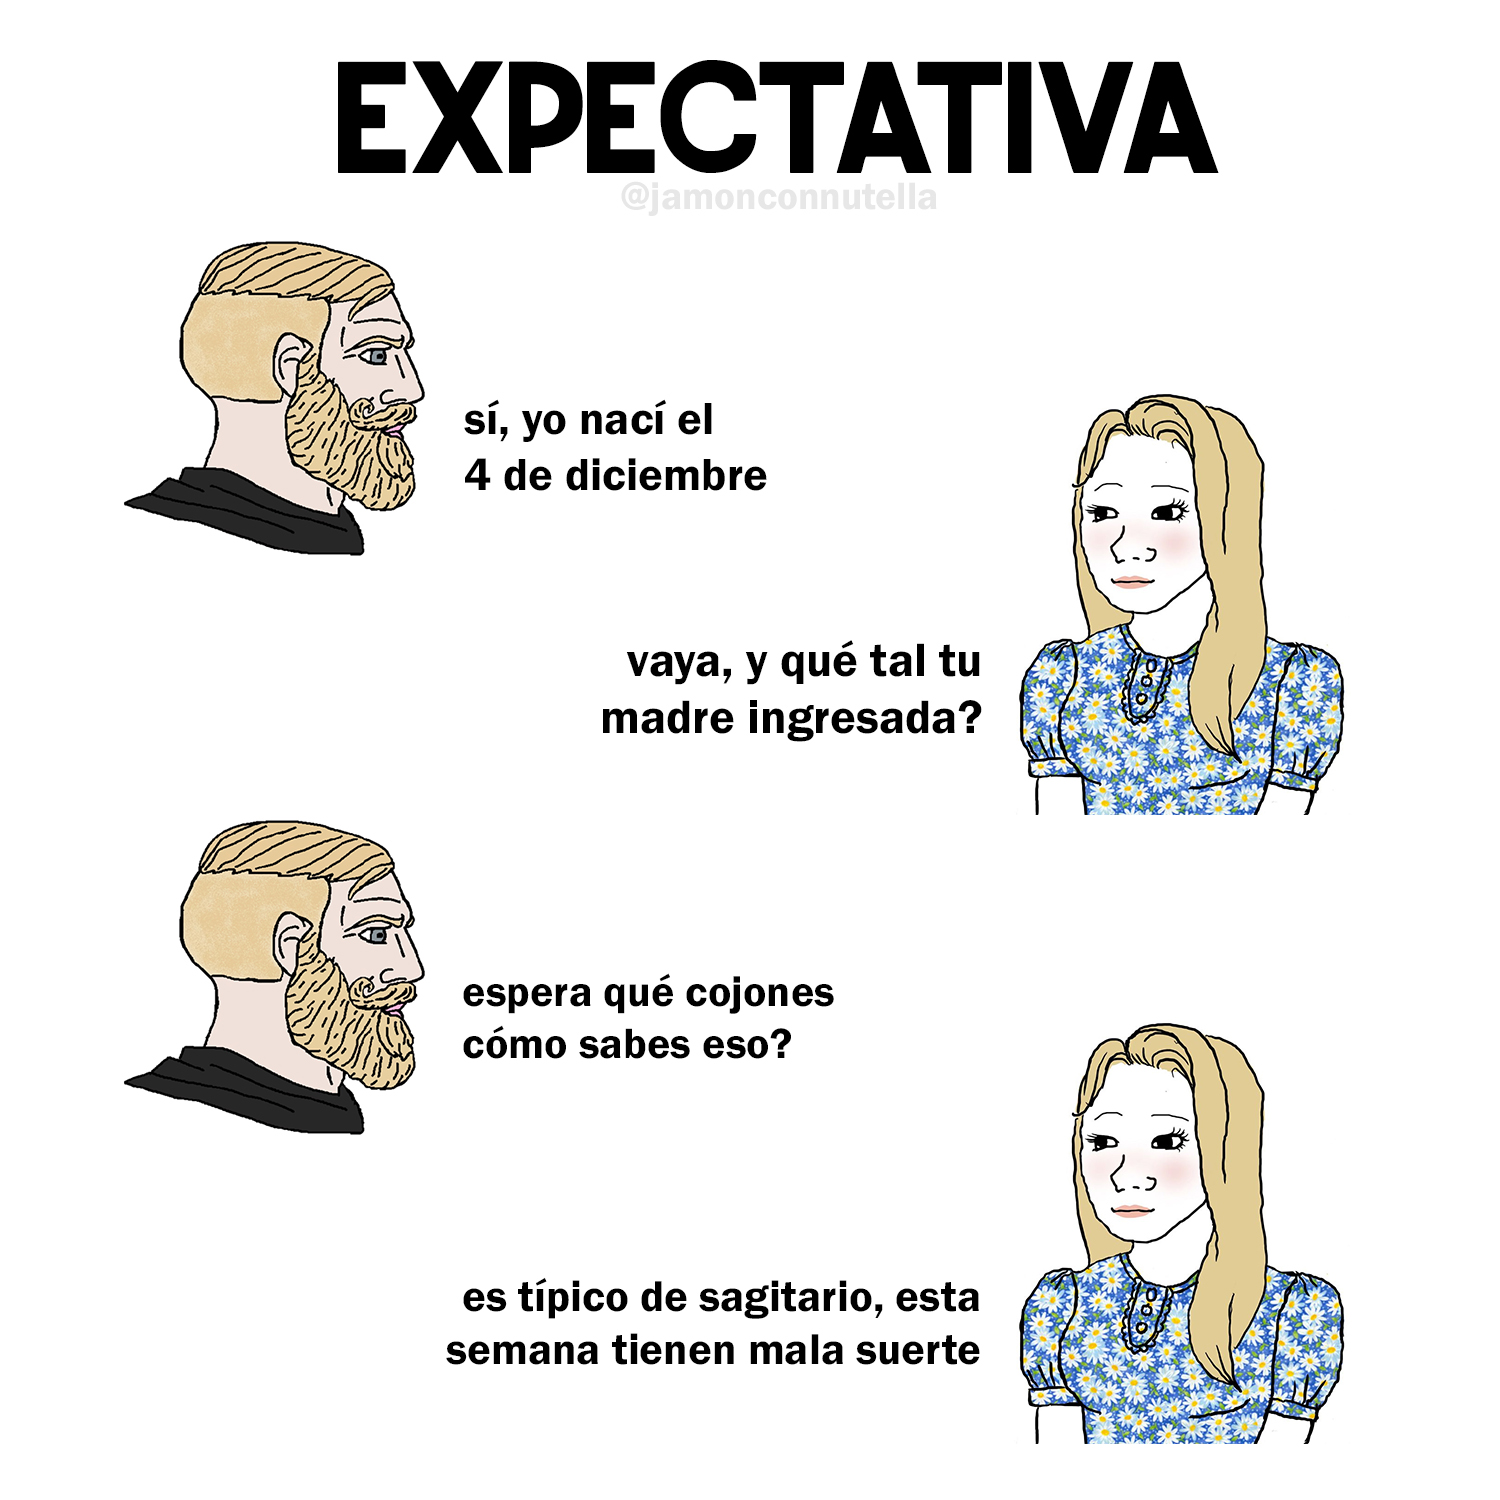 EXPECTATIVA
@jamonconnutella
sí, yo nací el
4 de diciembre
vaya, y qué tal tu
madre ingresada?
espera qué cojones
cómo sabes eso?
es típico de sagitario, esta
semana tienen mala suerte